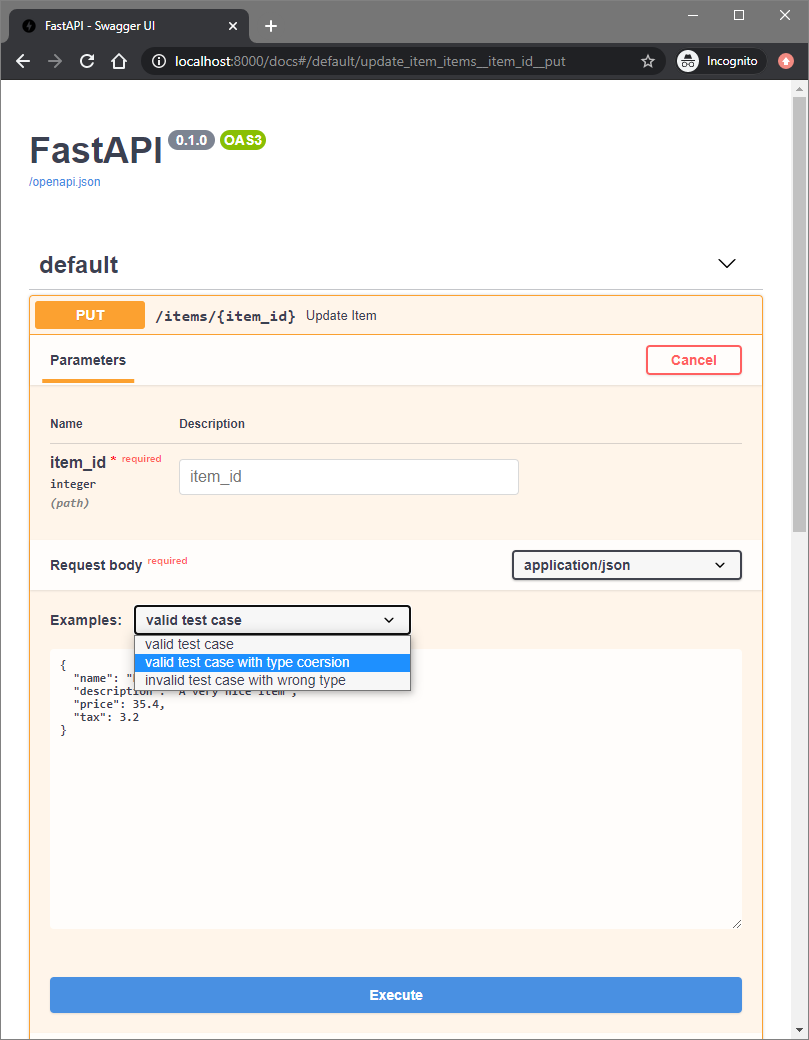 FastAPI - Swagger UI
localhost:8000/docs#/default/update_item_items__item_id__put
Incognito
FastAPI 0.1.0 OAS3
/openapi.json
default
PUT /items/{item_id} Update Item
Parameters Cancel
Name Description
item_id * required
integer
(path)
item_id
Request body required application/json
Examples: valid test case
valid test case
valid test case with type coersion
invalid test case with wrong type
{
"name": "
"description": "A very nice item",
"price": 35.4,
"tax": 3.2
}
Execute